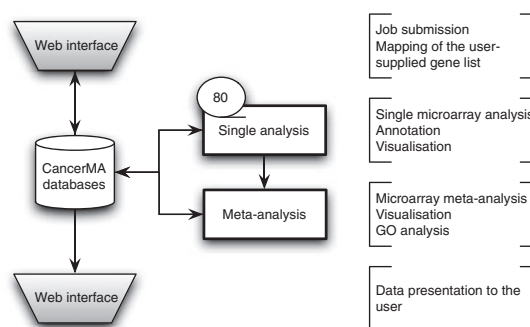 Web interface
Job submission
Mapping of the user-
supplied gene list
80
Single analysis
Single microarray analysis
Annotation
Visualisation
CancerMA
databases
Meta-analysis
Microarray meta-analysis
Visualisation
GO analysis
Web interface
Data presentation to the
user